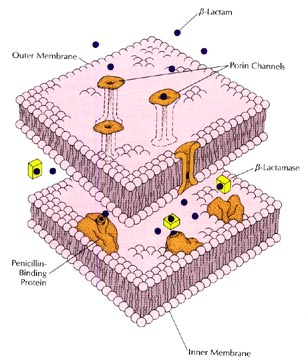 β-Lactam
Outer Membrane
Porin Channels
β-Lactamase
Penicillin-
Binding
Protein
Inner Membrane